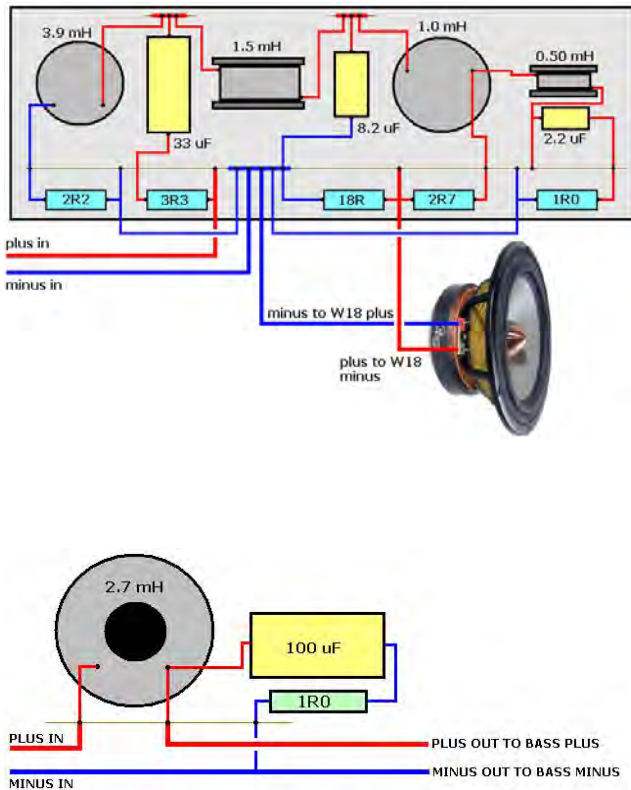 3.9 mH
1.5 mH
1.0 mH
0.50 mH
33 uF
8.2 uF
2.2 uF
2R2
3R3
18R
2R7
1R0
plus in
minus in
minus to W18 plus
plus to W18
minus
2.7 mH
100 uF
1R0
PLUS IN
PLUS OUT TO BASS PLUS
MINUS OUT TO BASS MINUS
MINUS IN